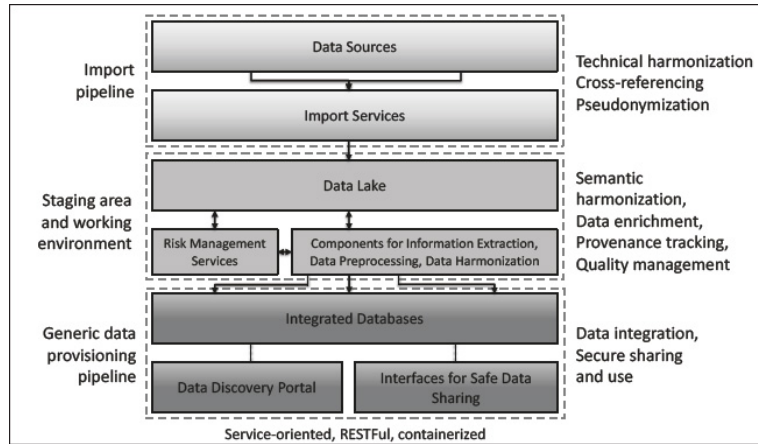 Data Sources
Import
pipeline
Technical harmonization
Cross-referencing
Pseudonymization
Import Services
Data Lake
Staging area
and working
environment
Semantic
harmonization,
Data enrichment,
Provenance tracking,
Quality management
Risk Management
Services
Components for Information Extraction,
Data Preprocessing, Data Harmonization
Integrated Databases
Generic data
provisioning
pipeline
Data integration,
Secure sharing
and use
Data Discovery Portal
Interfaces for Safe Data
Sharing
Service-oriented, RESTFul, containerized